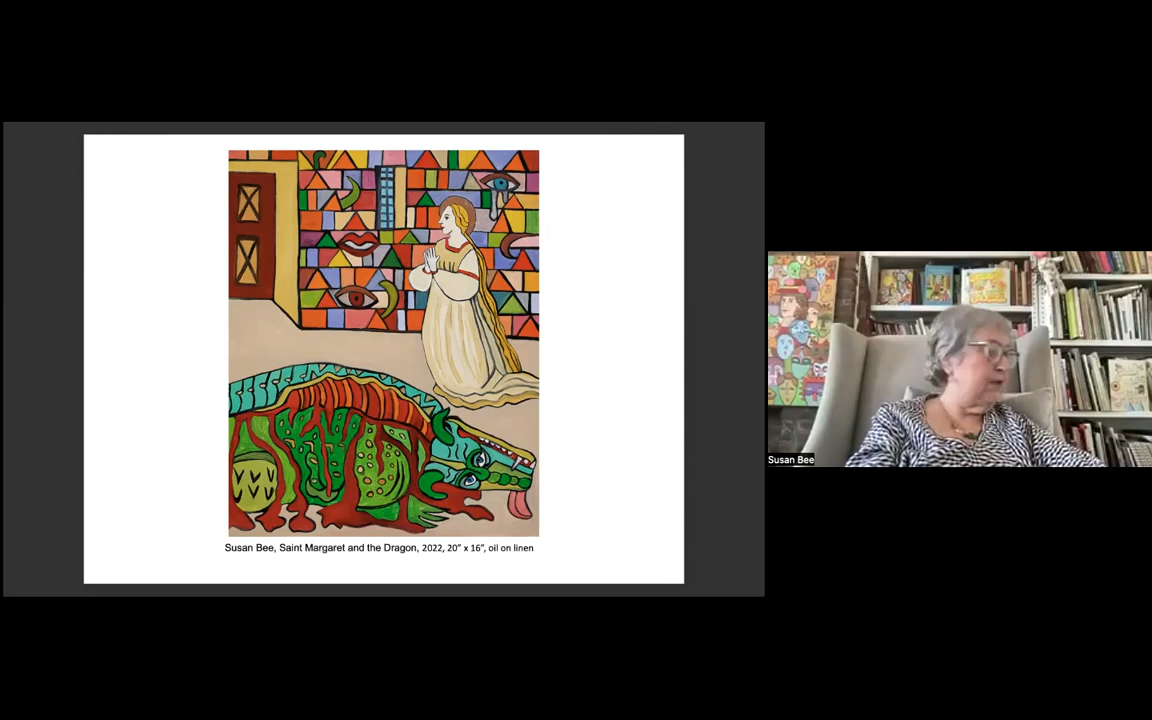 Susan Bee, Saint Margaret and the Dragon, 2022, 20” x 16”, oil on linen
Susan Bee